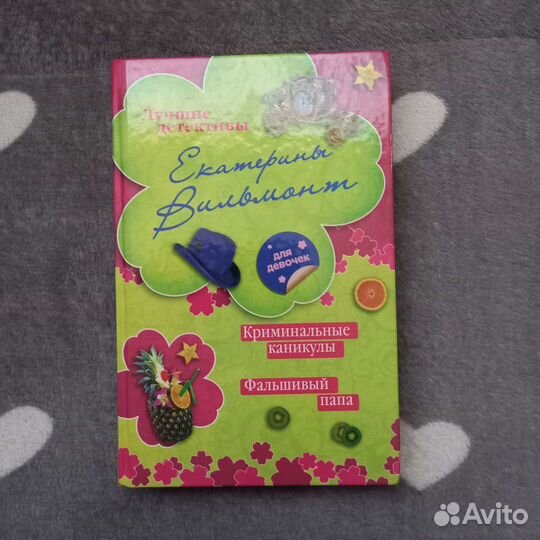 Лучшие
детективы
Екатерины
Вильмонт
для
девочек
Криминальные
каникулы
Фальшивый
папа
Avito